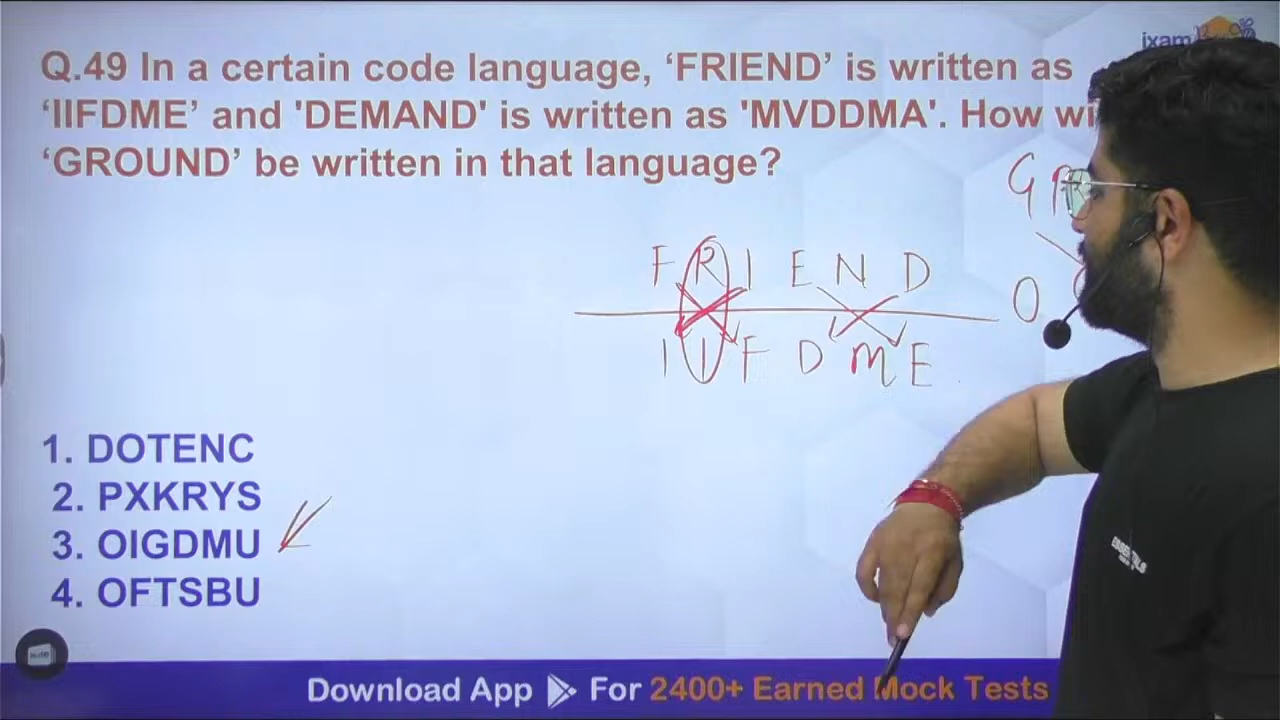 ixam
Q.49 In a certain code language, ‘FRIEND’ is written as
‘IIFDME’ and 'DEMAND' is written as 'MVDDMA'. How
‘GROUND’ be written in that language?
G R
F R I E N D
O
I I F D M E
1. DOTENC
2. PXKRYS
3. OIGDMU
4. OFTSBU
Download App For 2400+ Earned Mock Tests